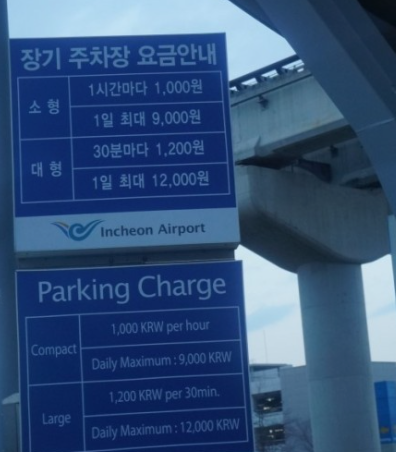 장기 주차장 요금안내
소형
1시간마다 1,000원
1일 최대 9,000원
대형
30분마다 1,200원
1일 최대 12,000원
Incheon Airport
Parking Charge
Compact
1,000 KRW per hour
Daily Maximum : 9,000 KRW
Large
1,200 KRW per 30min.
Daily Maximum : 12,000 KRW